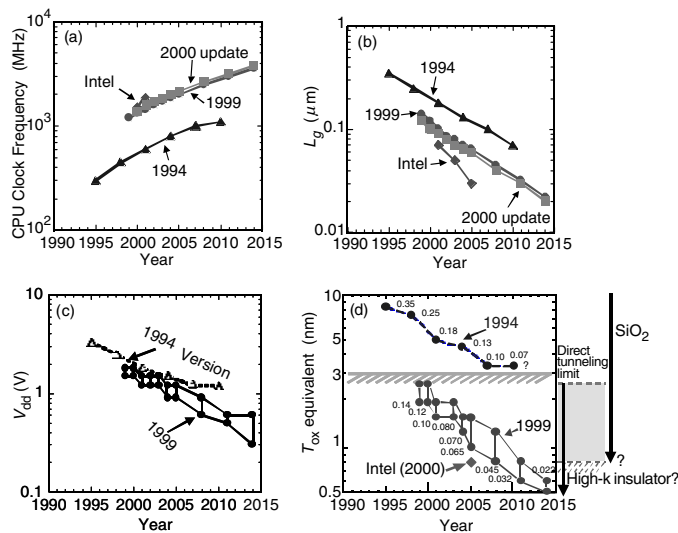 (a)
CPU Clock Frequency (MHz)
10⁴
10³
10²
2000 update
Intel
1999
1994
1990 1995 2000 2005 2010 2015
Year
(b)
L_g (μm)
1
0.1
0.01
1994
1999
Intel
2000 update
1990 1995 2000 2005 2010 2015
Year
(c)
V_dd (V)
10
1
0.1
1994 Version
1999
1990 1995 2000 2005 2010 2015
Year
(d)
T_ox equivalent (nm)
10
5
3
1
0.5
0.35
0.25
0.18
0.13
0.10
0.07
?
1994
0.14
0.12
0.10
0.080
0.070
0.065
0.045
0.032
0.022
1999
Intel (2000)
1990 1995 2000 2005 2010 2015
Year
SiO₂
Direct
tunneling
limit
?
High-k insulator?